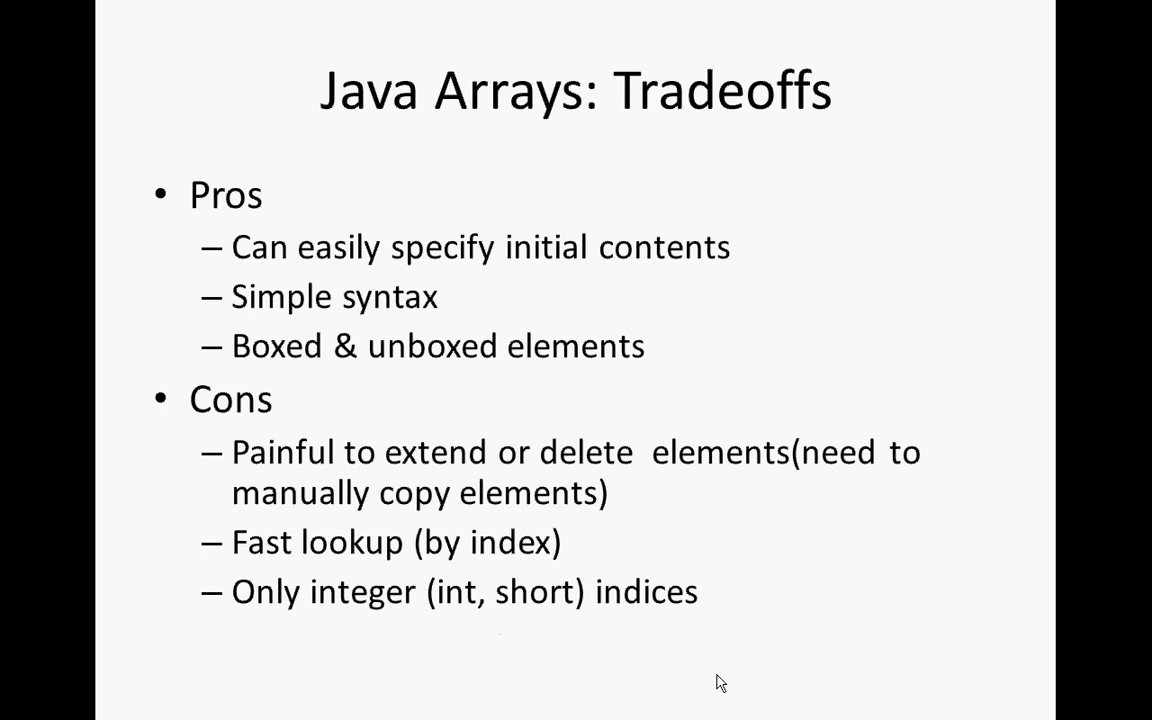 Java Arrays: Tradeoffs
• Pros
– Can easily specify initial contents
– Simple syntax
– Boxed & unboxed elements
• Cons
– Painful to extend or delete  elements(need to
manually copy elements)
– Fast lookup (by index)
– Only integer (int, short) indices